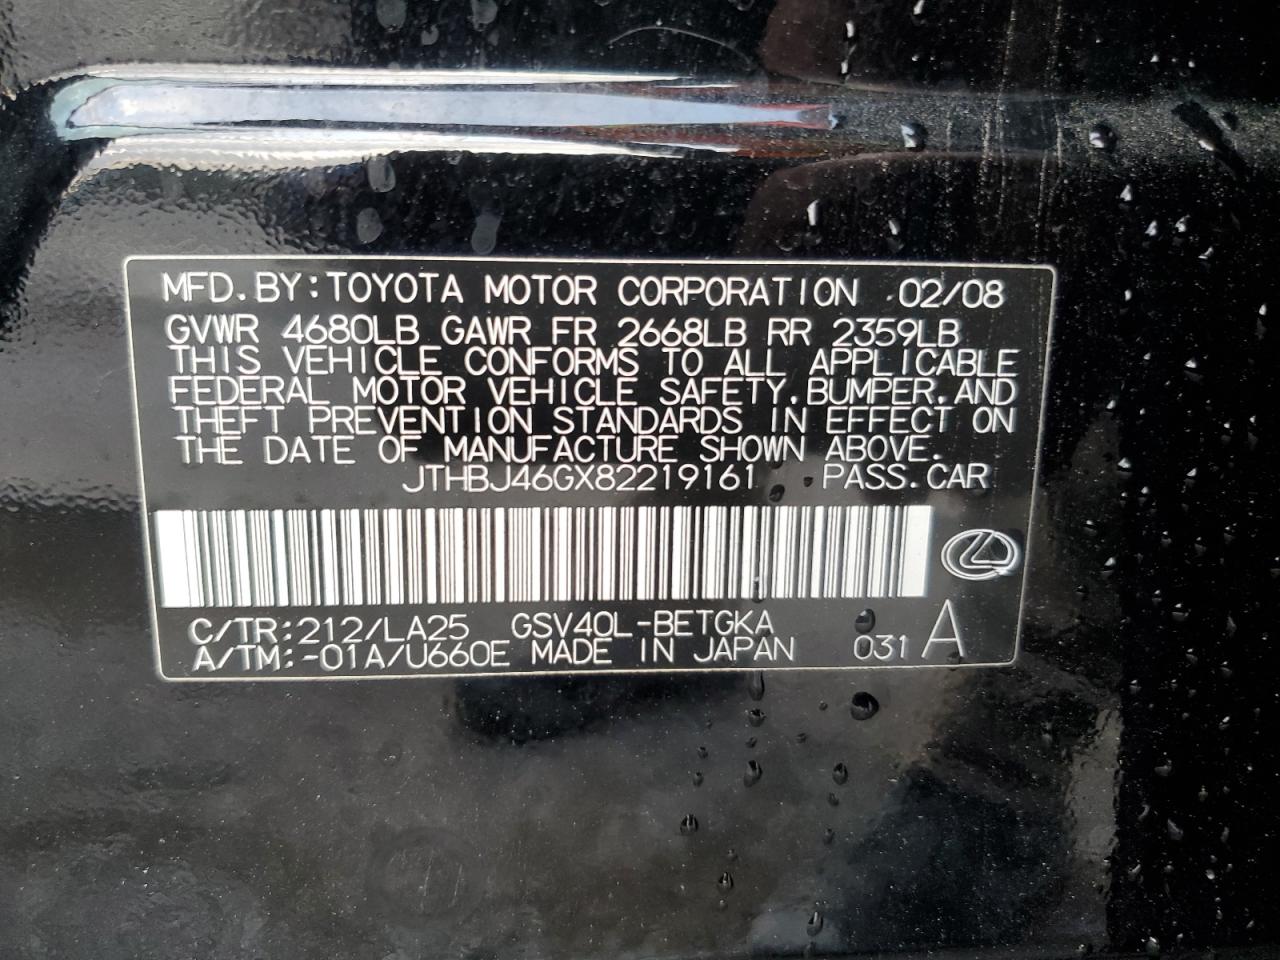 MFD.BY:TOYOTA MOTOR CORPORATION 02/08
GVWR 4680LB GAWR FR 2668LB RR 2359LB
THIS VEHICLE CONFORMS TO ALL APPLICABLE
FEDERAL MOTOR VEHICLE SAFETY,BUMPER,AND
THEFT PREVENTION STANDARDS IN EFFECT ON
THE DATE OF MANUFACTURE SHOWN ABOVE.
JTHBJ46GX82219161 PASS.CAR
C/TR:212/LA25 GSV40L-BETGKA
A/TM:-01A/U660E MADE IN JAPAN 031 A